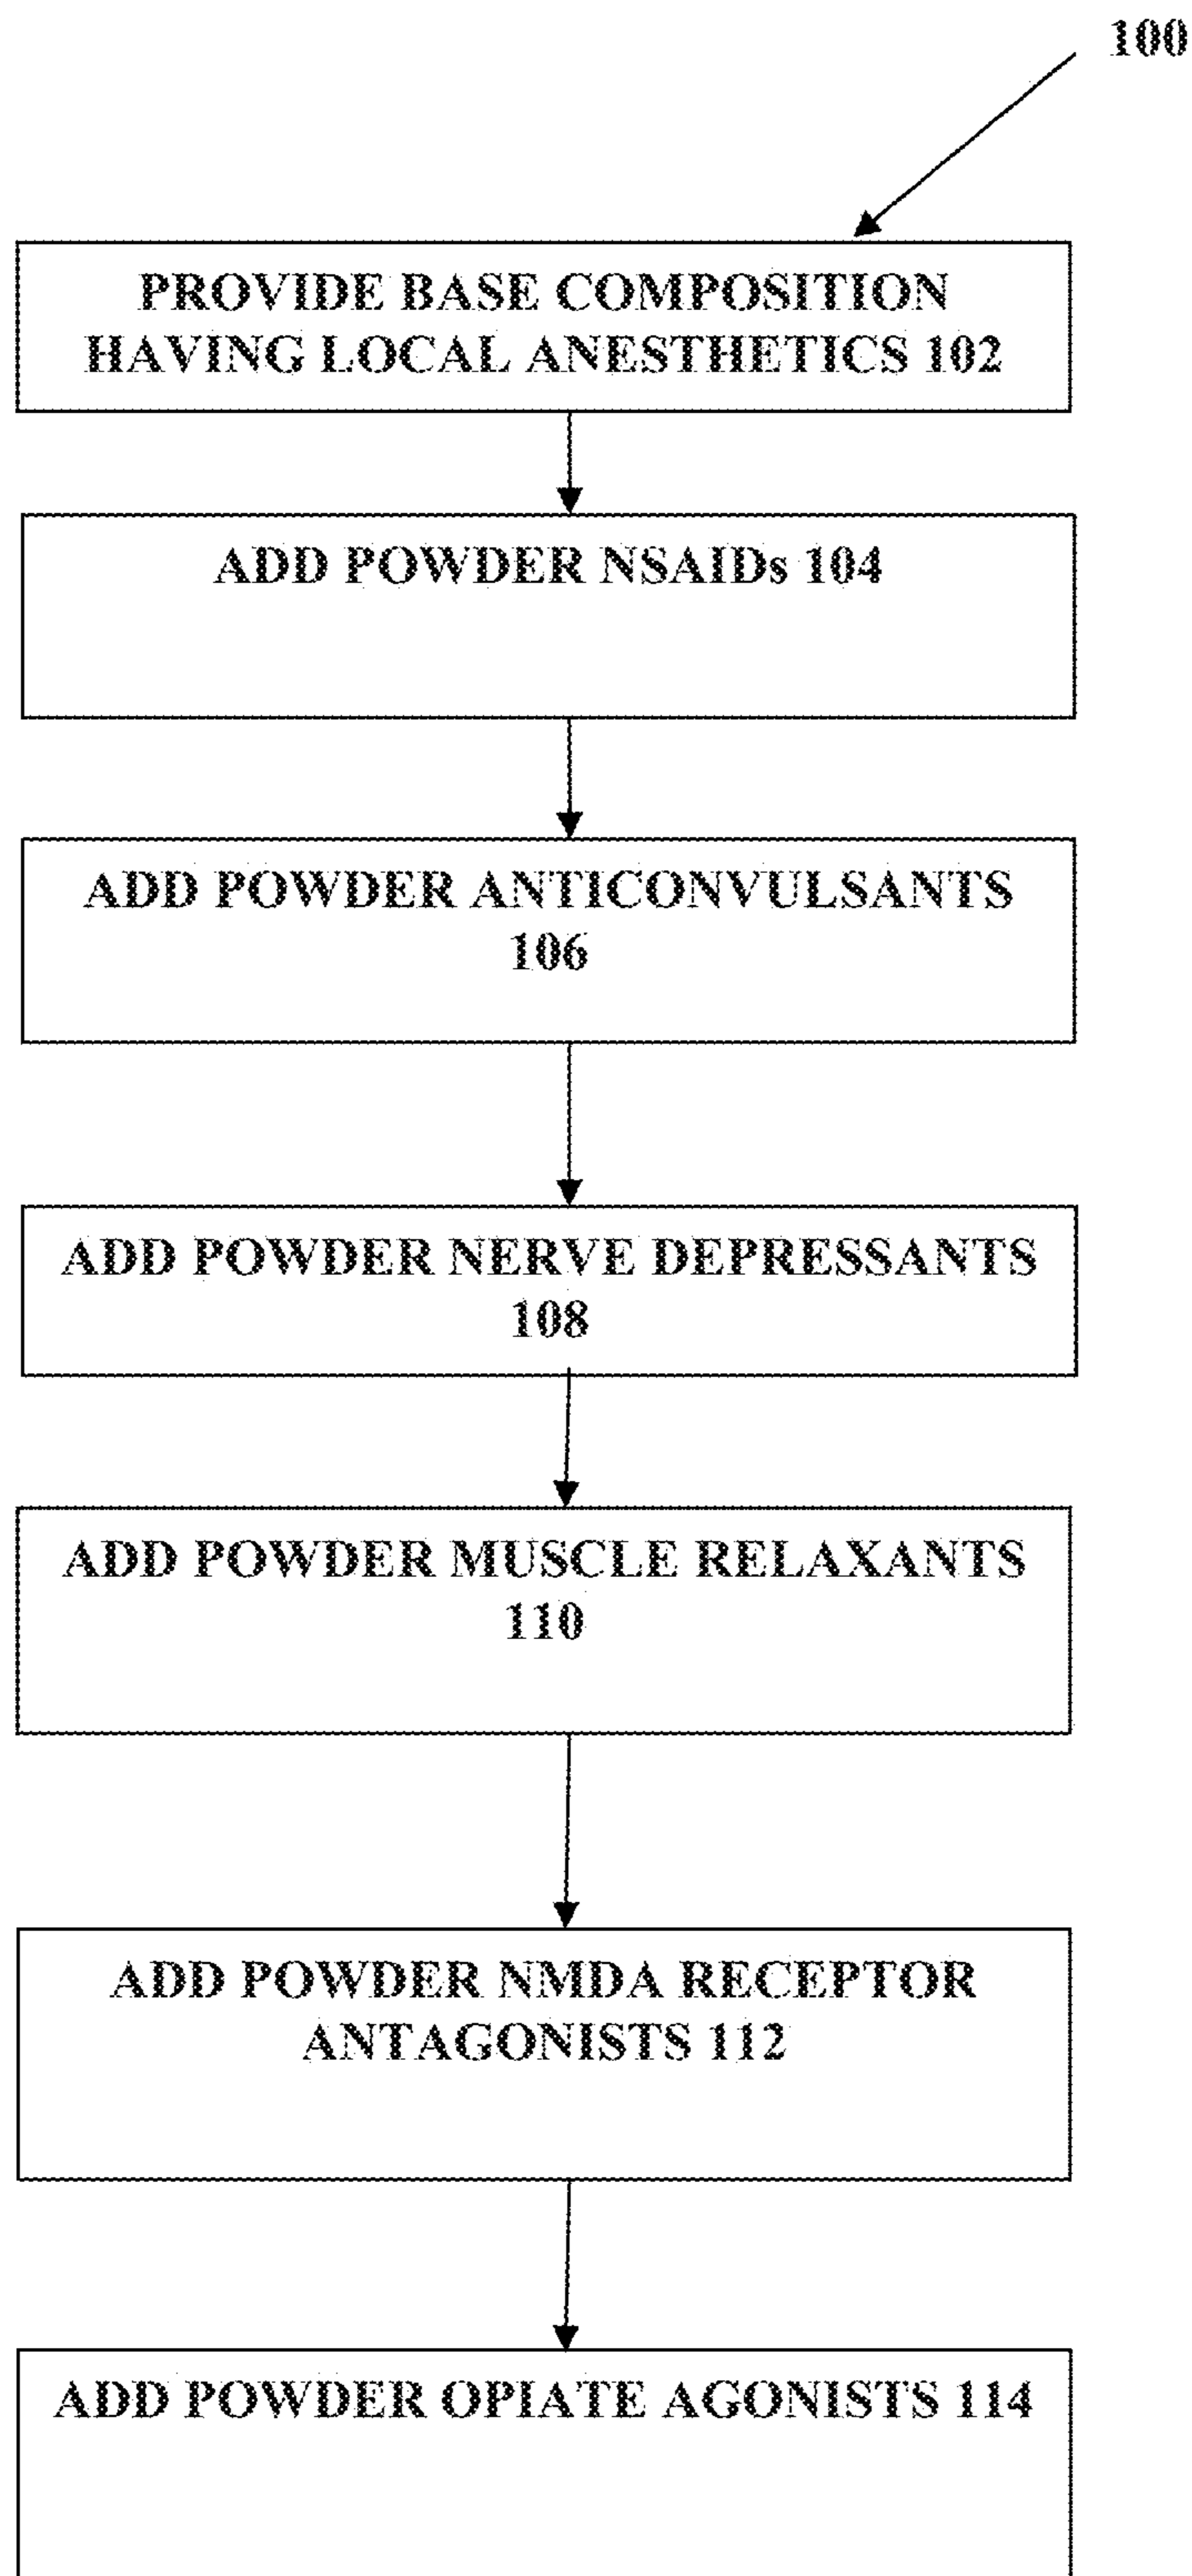 100
PROVIDE BASE COMPOSITION
HAVING LOCAL ANESTHETICS 102
ADD POWDER NSAIDs 104
ADD POWDER ANTICONVULSANTS
106
ADD POWDER NERVE DEPRESSANTS
108
ADD POWDER MUSCLE RELAXANTS
110
ADD POWDER NMDA RECEPTOR
ANTAGONISTS 112
ADD POWDER OPIATE AGONISTS 114